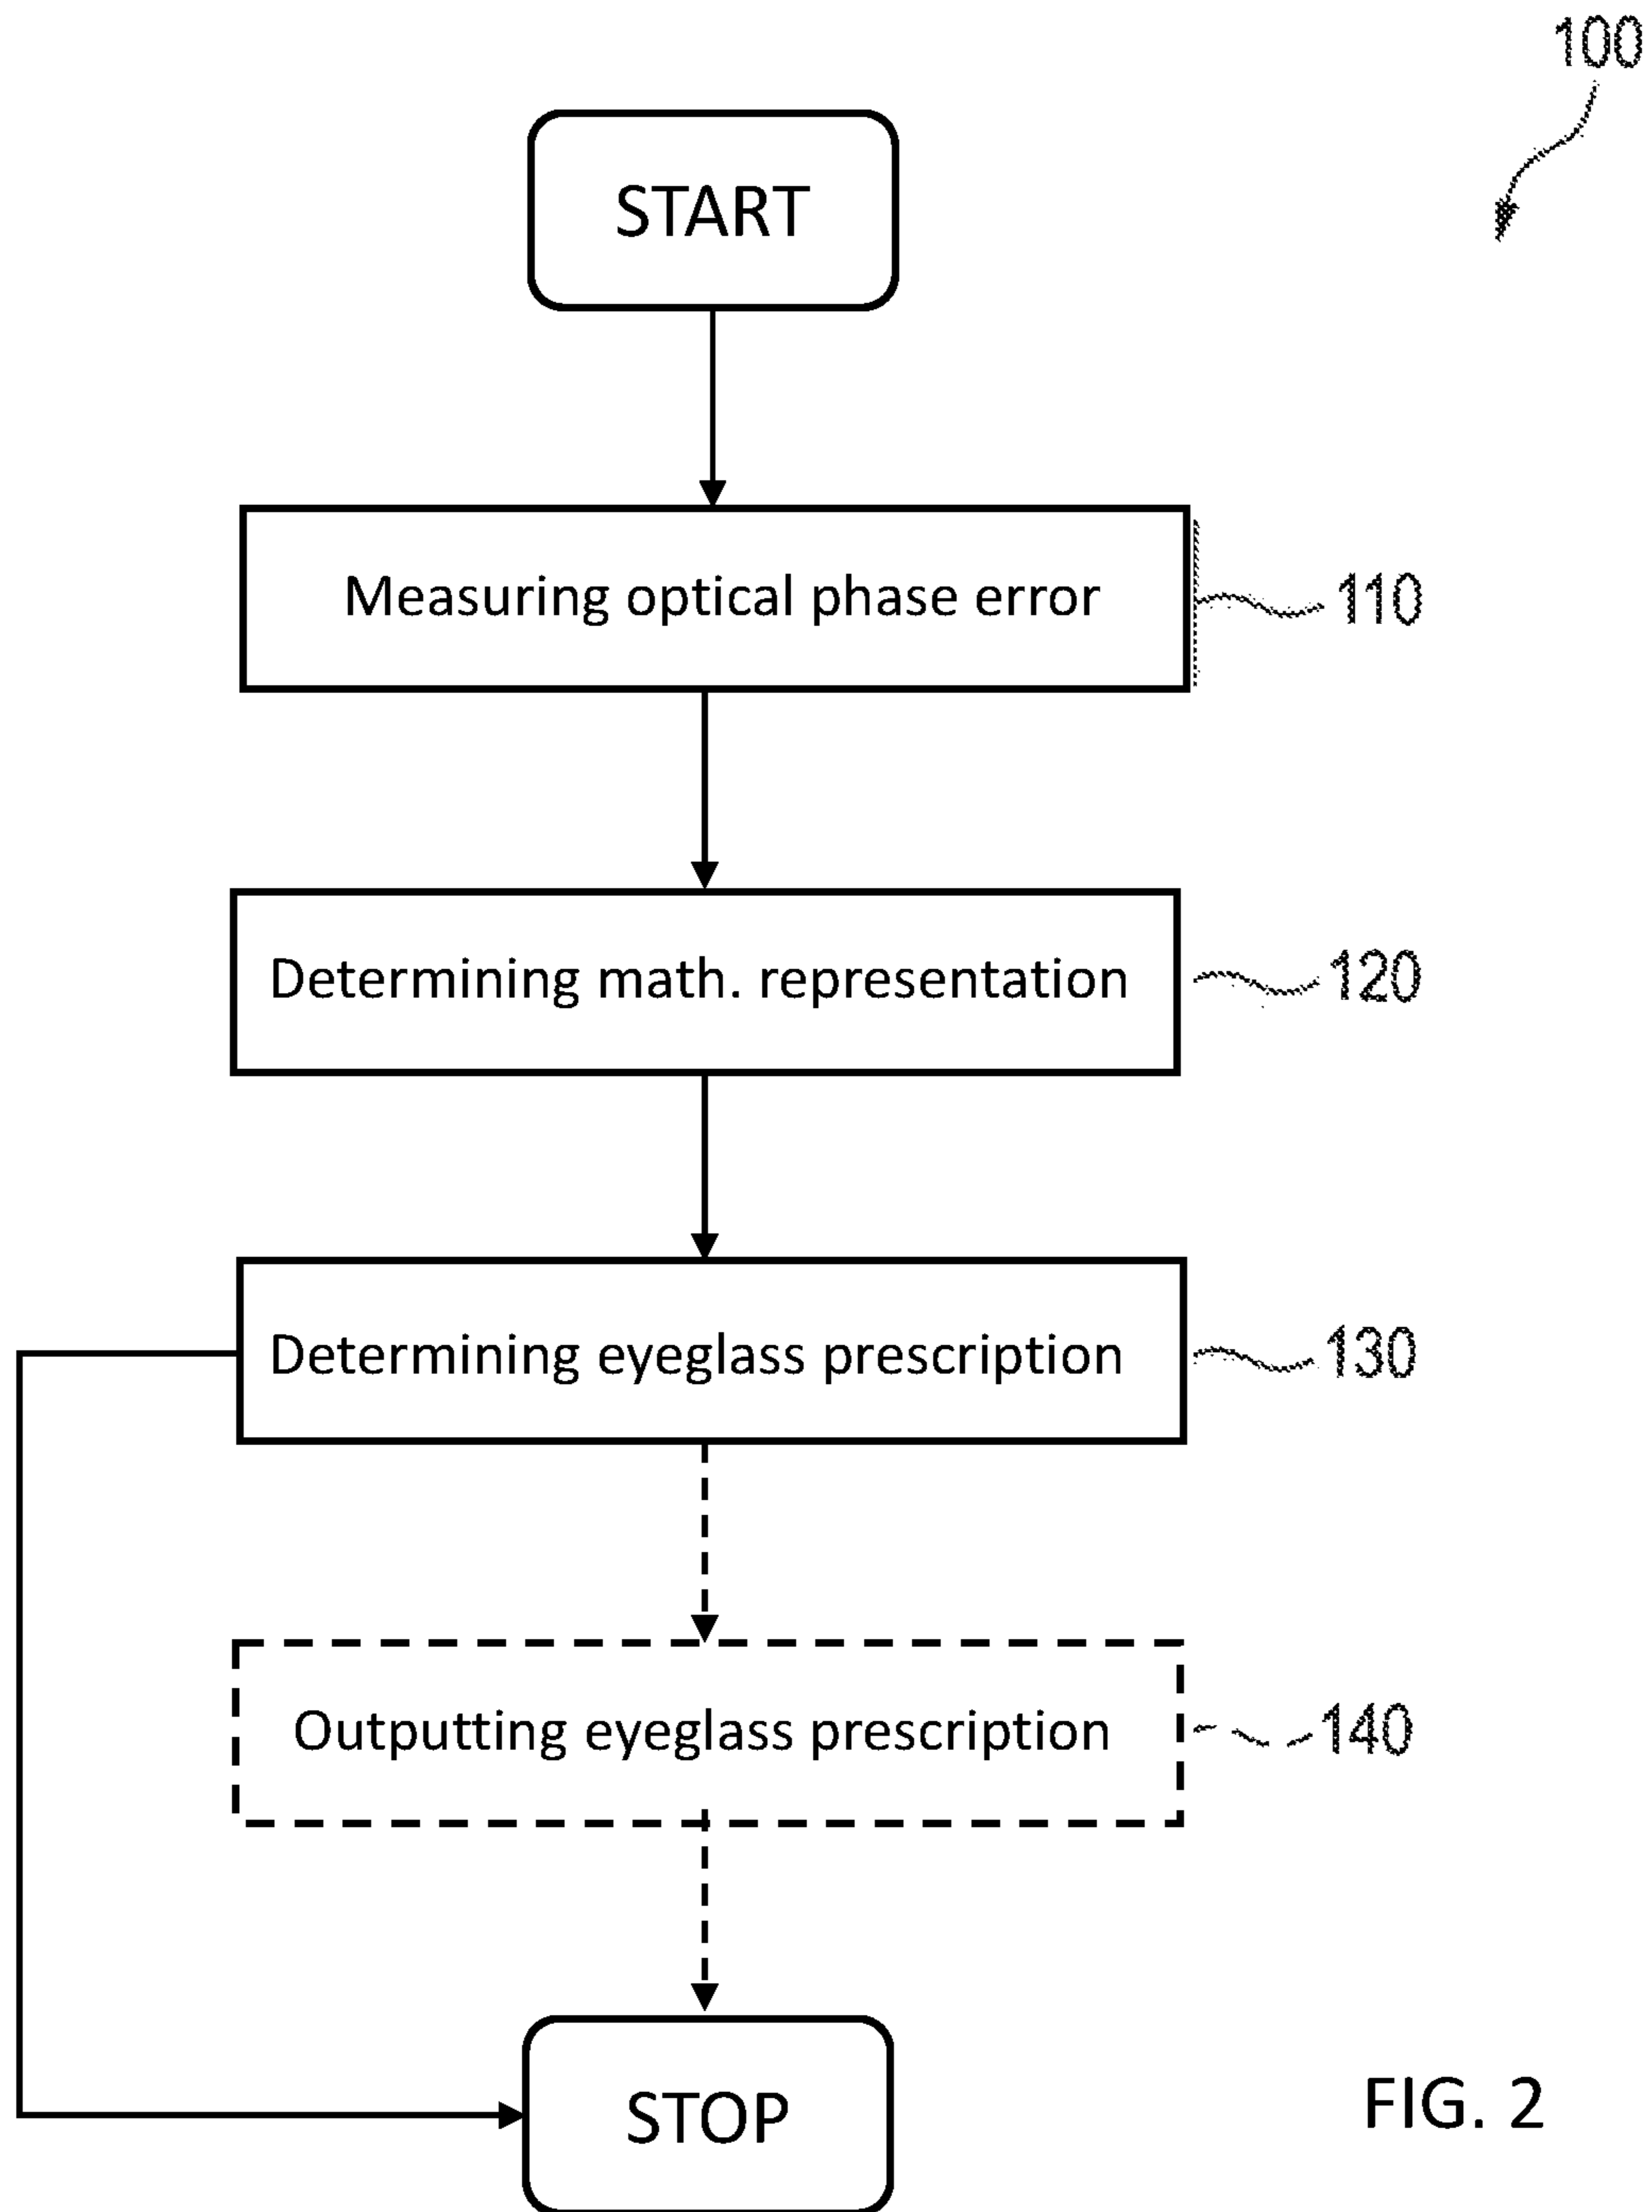 100
START
Measuring optical phase error
110
Determining math. representation
120
Determining eyeglass prescription
130
Outputting eyeglass prescription
140
STOP
FIG. 2